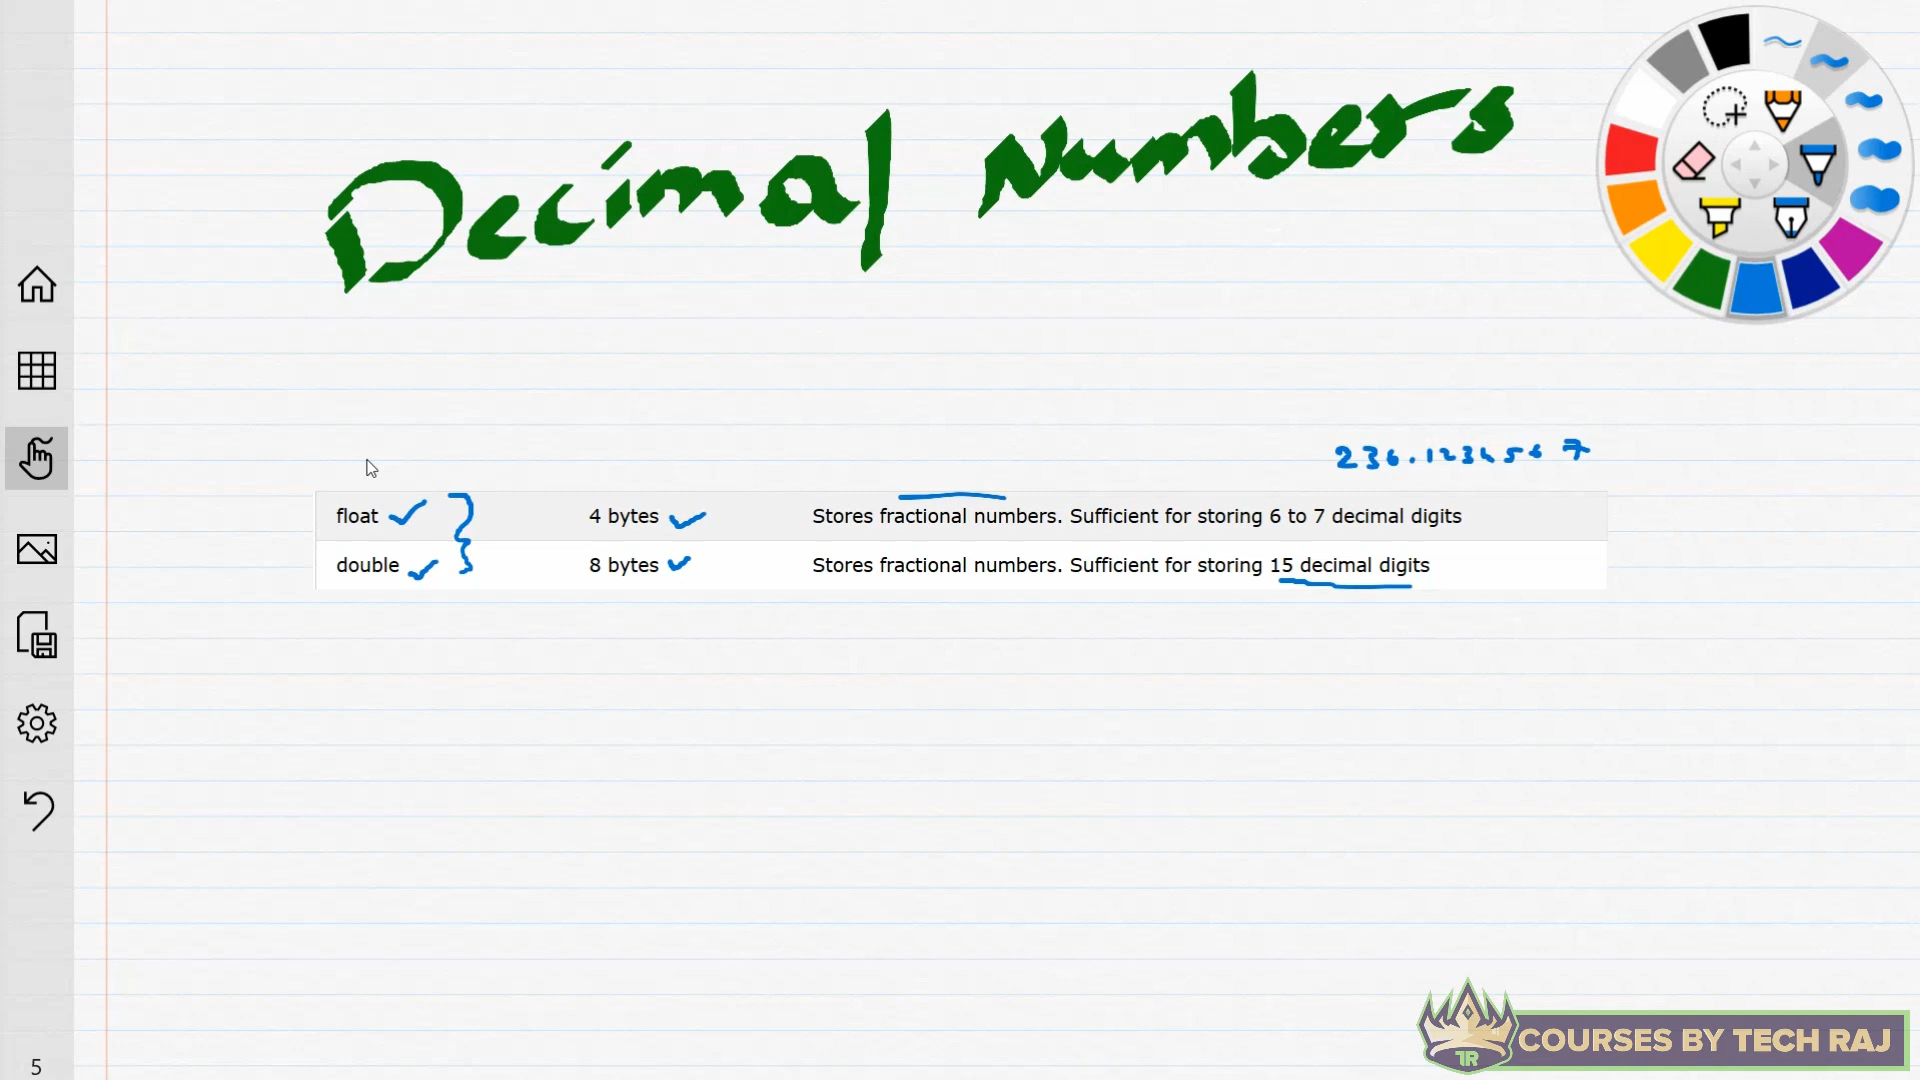 Decimal Numbers
236.1234567
float 4 bytes Stores fractional numbers. Sufficient for storing 6 to 7 decimal digits
double 8 bytes Stores fractional numbers. Sufficient for storing 15 decimal digits
TR COURSES BY TECH RAJ
5